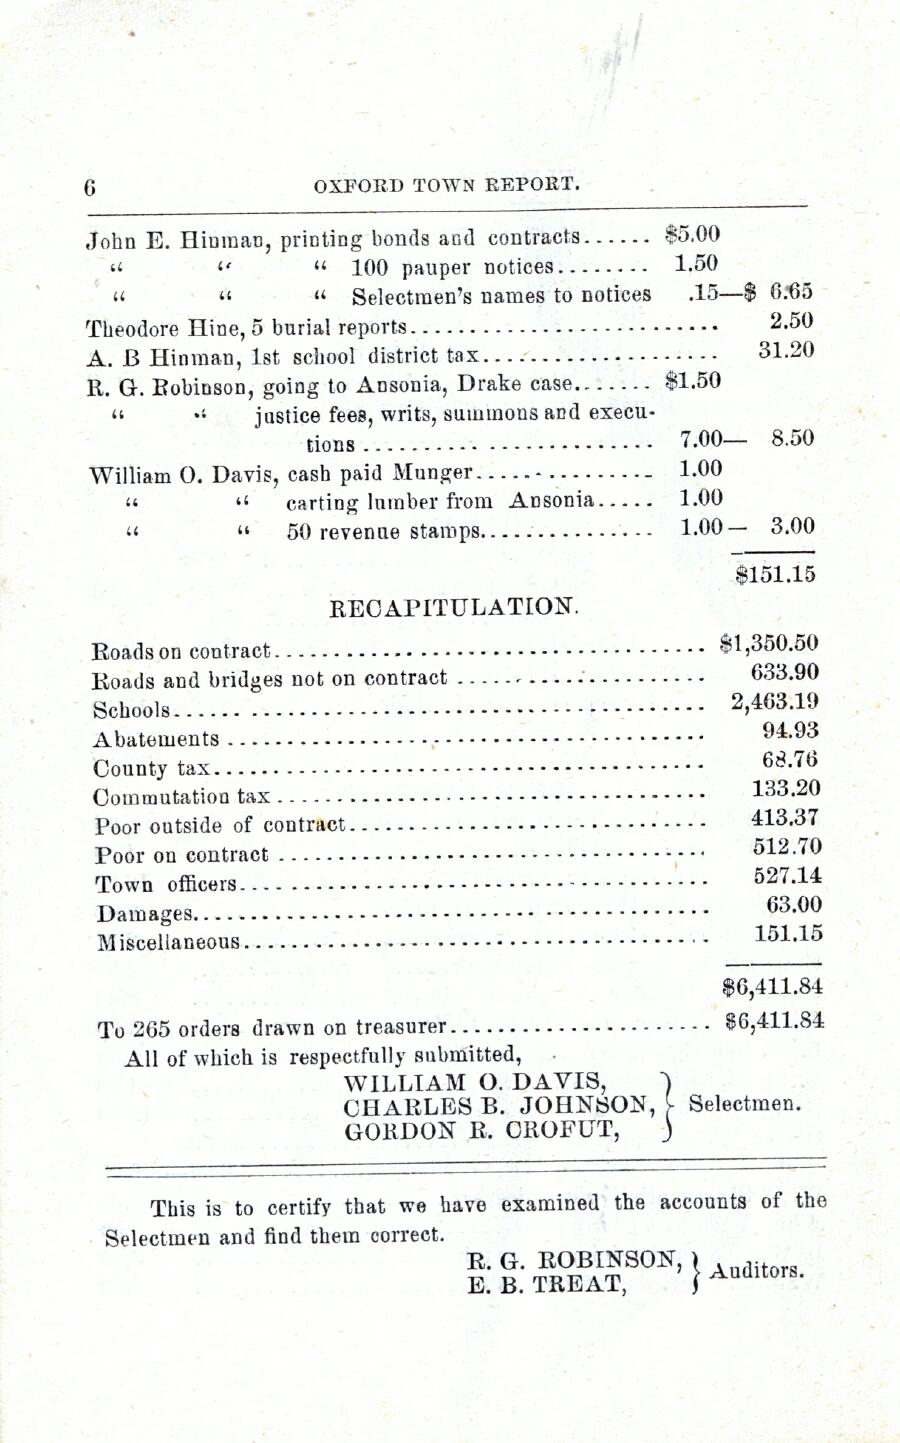 6 OXFORD TOWN REPORT.
John E. Hinman, printing bonds and contracts...... $5.00
“ “ “ 100 pauper notices........ 1.50
“ “ “ Selectmen’s names to notices .15—$ 6.65
Theodore Hine, 5 burial reports.......................... 2.50
A. B Hinman, 1st school district tax.................... 31.20
R. G. Robinson, going to Ansonia, Drake case....... $1.50
“ “ justice fees, writs, summons and execu-
tions ......................... 7.00— 8.50
William O. Davis, cash paid Munger............... 1.00
“ “ carting lumber from Ansonia..... 1.00
“ “ 50 revenue stamps............... 1.00— 3.00
$151.15
RECAPITULATION.
Roads on contract..................................... $1,350.50
Roads and bridges not on contract ..................... 633.90
Schools............................................. 2,463.19
Abatements ......................................... 94.93
County tax.......................................... 68.76
Commutation tax ..................................... 133.20
Poor outside of contract............................... 413.37
Poor on contract ..................................... 512.70
Town officers........................................ 527.14
Damages............................................ 63.00
Miscellaneous........................................ 151.15
$6,411.84
To 265 orders drawn on treasurer....................... $6,411.84
All of which is respectfully submitted,
WILLIAM O. DAVIS,
CHARLES B. JOHNSON, } Selectmen.
GORDON R. CROFUT,
This is to certify that we have examined the accounts of the
Selectmen and find them correct.
R. G. ROBINSON, } Auditors.
E. B. TREAT,